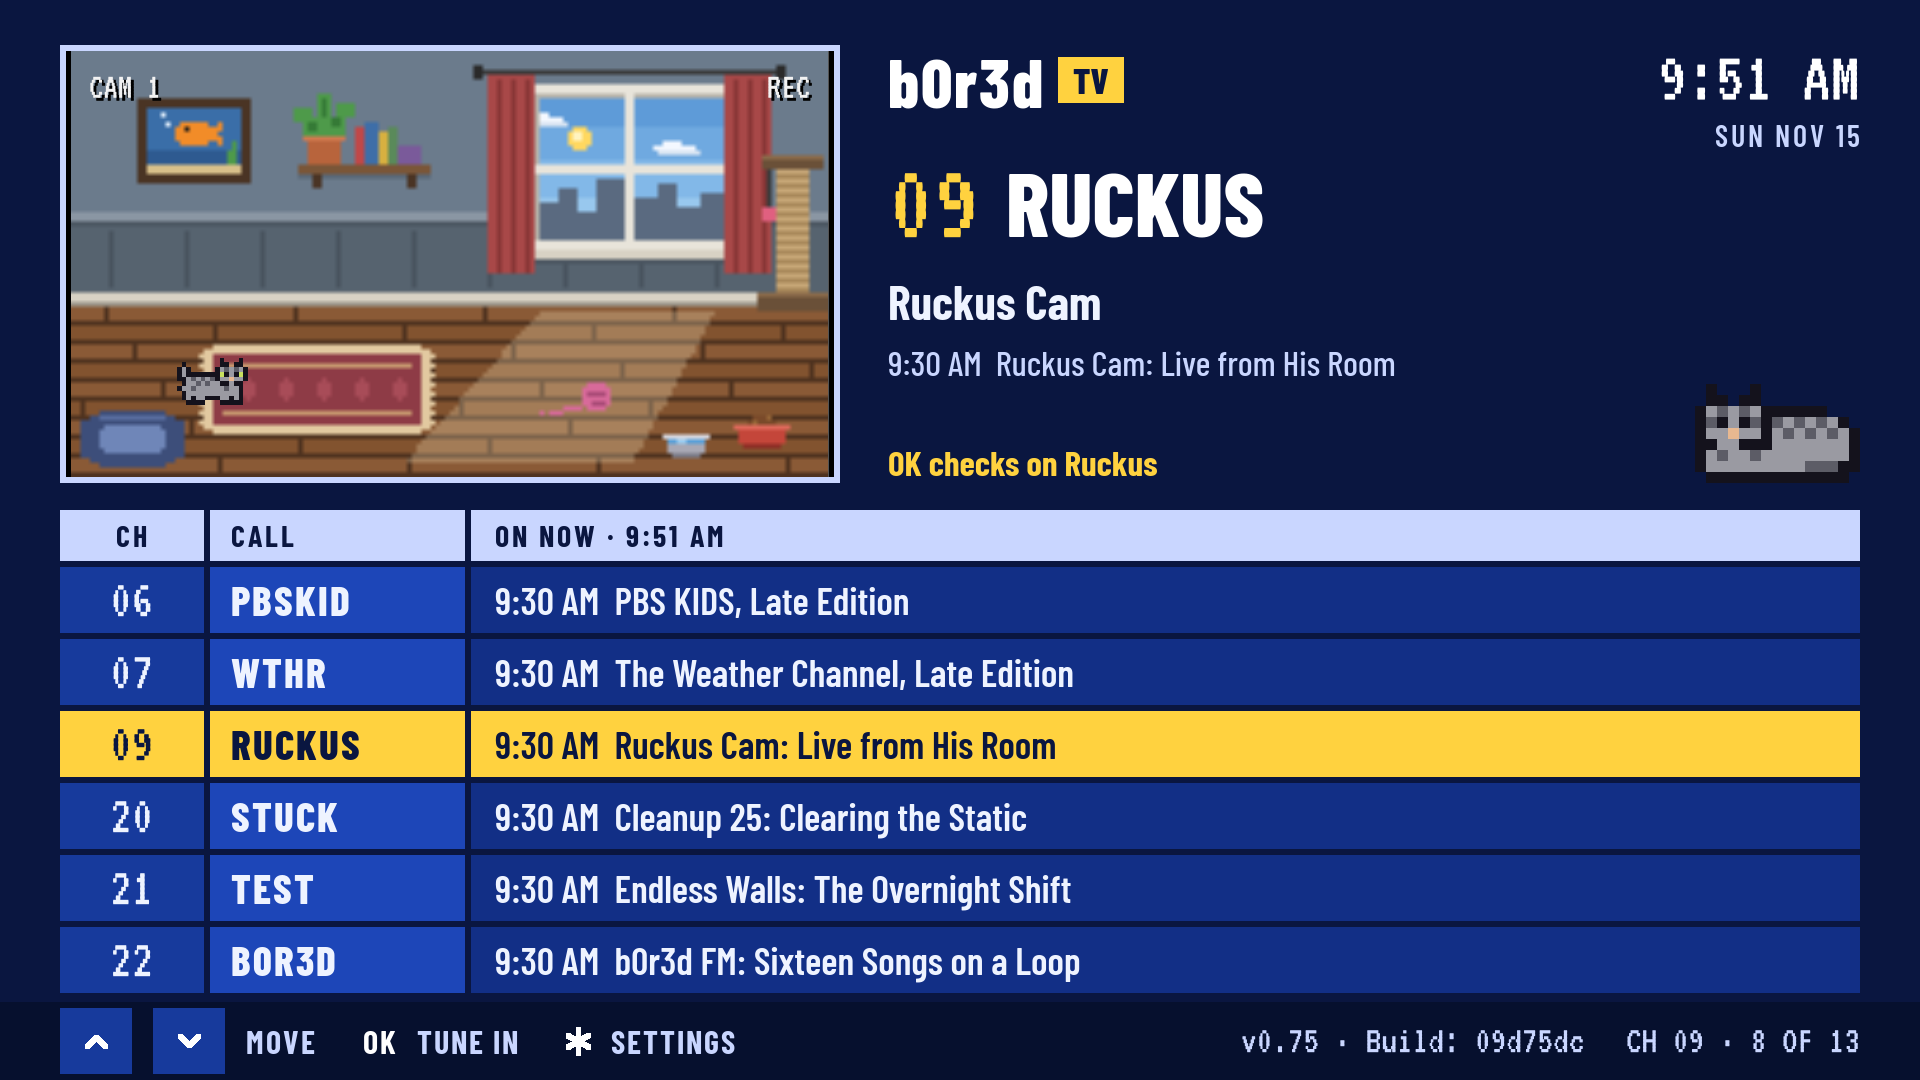 CAM 1
REC
b0r3d TV
9:51 AM
SUN NOV 15
09 RUCKUS
Ruckus Cam
9:30 AM Ruckus Cam: Live from His Room
OK checks on Ruckus
CH CALL ON NOW · 9:51 AM
06 PBSKID 9:30 AM PBS KIDS, Late Edition
07 WTHR 9:30 AM The Weather Channel, Late Edition
09 RUCKUS 9:30 AM Ruckus Cam: Live from His Room
20 STUCK 9:30 AM Cleanup 25: Clearing the Static
21 TEST 9:30 AM Endless Walls: The Overnight Shift
22 BOR3D 9:30 AM b0r3d FM: Sixteen Songs on a Loop
MOVE OK TUNE IN * SETTINGS v0.75 · Build: 09d75dc CH 09 · 8 OF 13